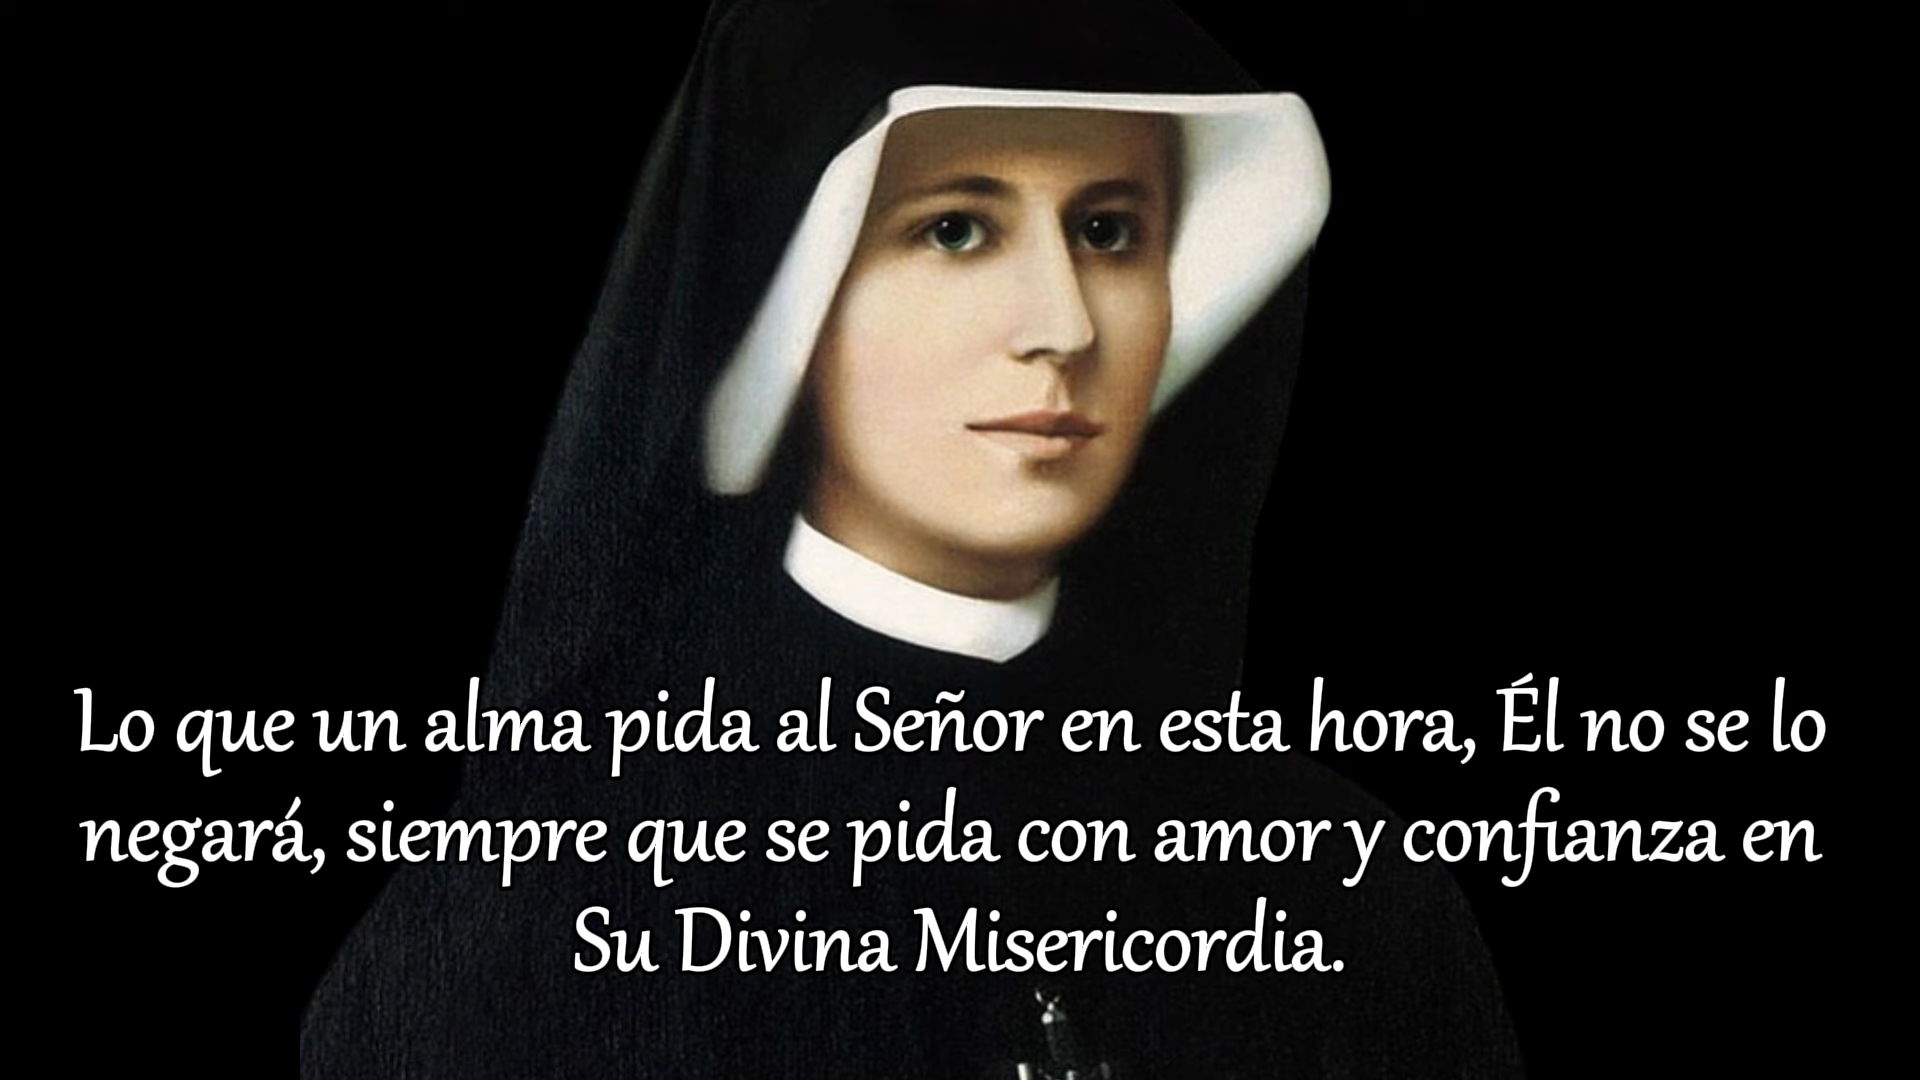 Lo que un alma pida al Señor en esta hora, Él no se lo
negará, siempre que se pida con amor y confianza en
Su Divina Misericordia.